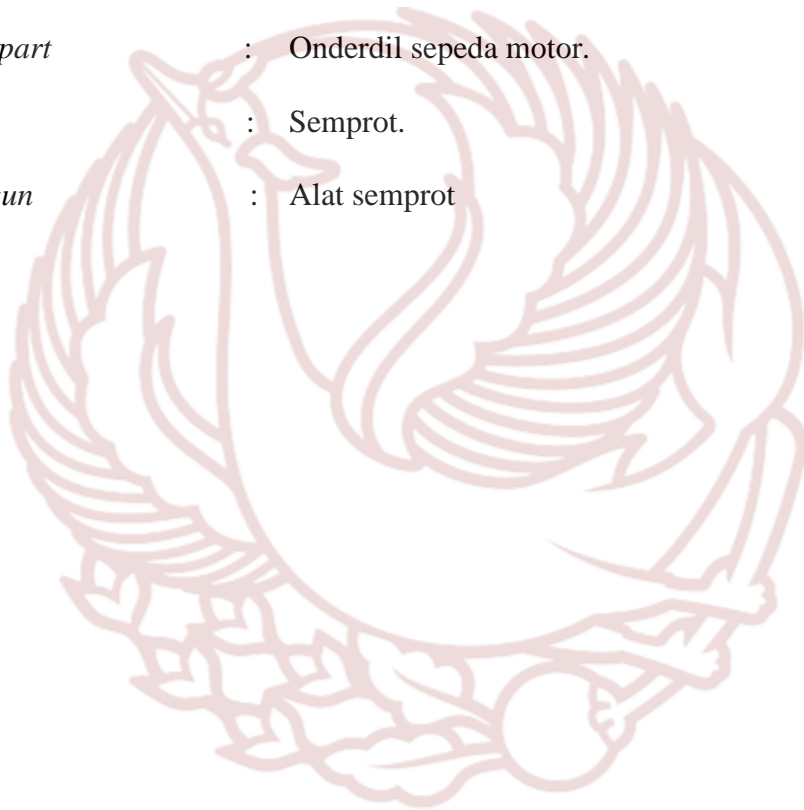 part : Onderdil sepeda motor.
: Semprot.
un : Alat semprot